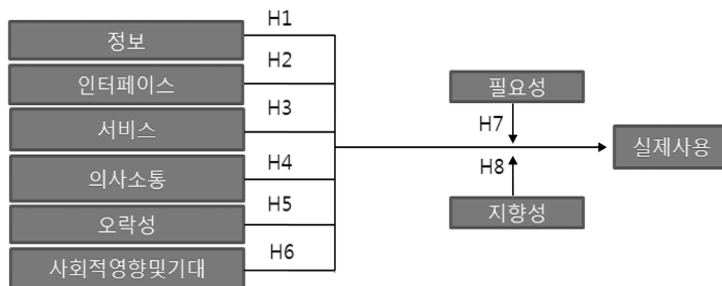 정보
H1
인터페이스
H2
서비스
H3
의사소통
H4
오락성
H5
사회적영향및기대
H6
필요성
H7
H8
지향성
실제사용